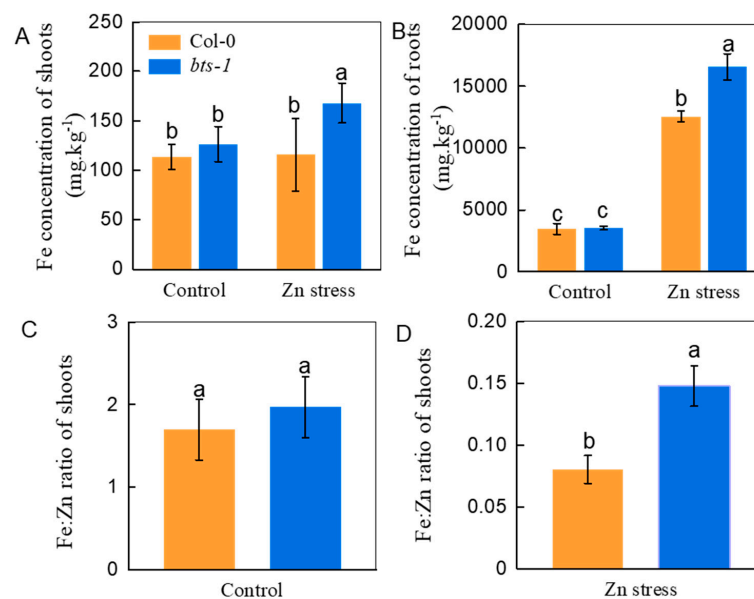 A
Col-0
bts-1
Fe concentration of shoots
(mg.kg-1)
250
200
150
100
50
0
b
b
b
a
Control
Zn stress
B
Fe concentration of roots
(mg.kg-1)
20000
15000
10000
5000
0
c
c
b
a
Control
Zn stress
C
Fe:Zn ratio of shoots
3
2
1
0
a
a
Control
D
Fe:Zn ratio of shoots
0.20
0.15
0.10
0.05
0
b
a
Zn stress